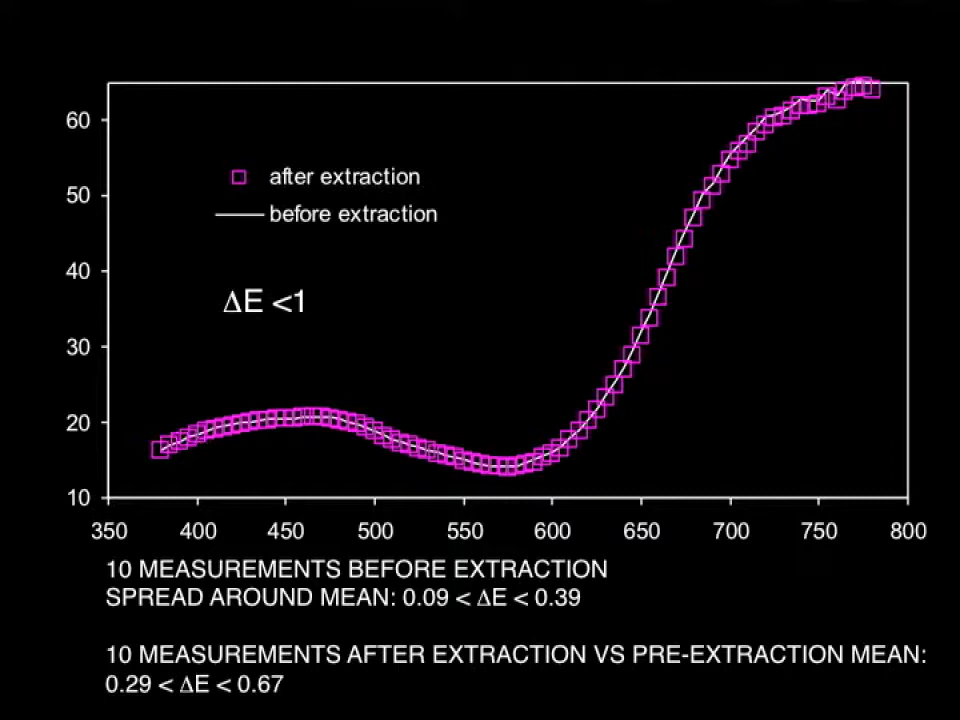 60
50
40
30
20
10
after extraction
before extraction
ΔE <1
350 400 450 500 550 600 650 700 750 800
10 MEASUREMENTS BEFORE EXTRACTION
SPREAD AROUND MEAN: 0.09 < ΔE < 0.39
10 MEASUREMENTS AFTER EXTRACTION VS PRE-EXTRACTION MEAN:
0.29 < ΔE < 0.67